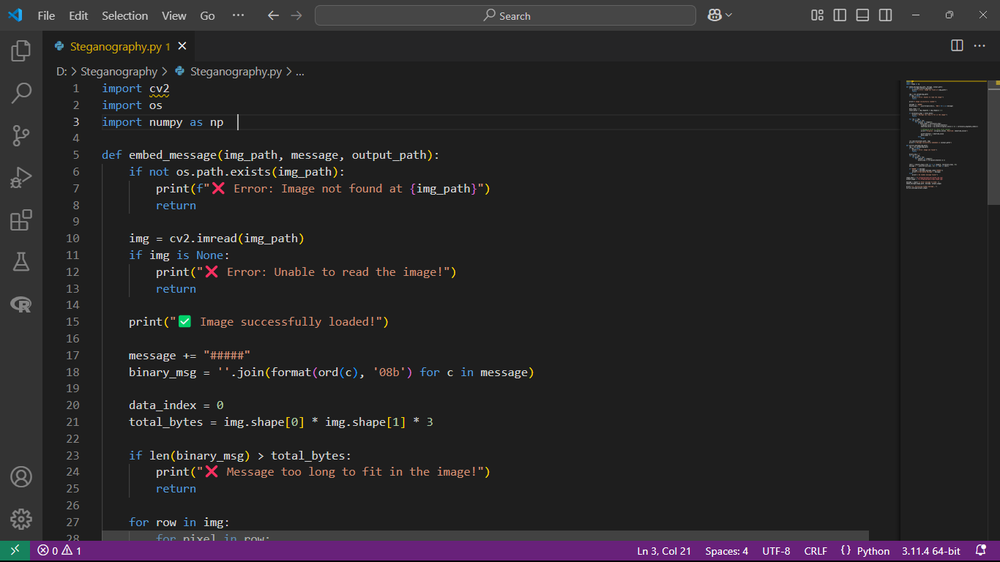 File Edit Selection View Go ··· Search
Steganography.py 1
D: > Steganography > Steganography.py > ...
1 import cv2
2 import os
3 import numpy as np
4
5 def embed_message(img_path, message, output_path):
6 if not os.path.exists(img_path):
7 print(f"❌ Error: Image not found at {img_path}")
8 return
9
10 img = cv2.imread(img_path)
11 if img is None:
12 print("❌ Error: Unable to read the image!")
13 return
14
15 print("✅ Image successfully loaded!")
16
17 message += "#####"
18 binary_msg = ''.join(format(ord(c), '08b') for c in message)
19
20 data_index = 0
21 total_bytes = img.shape[0] * img.shape[1] * 3
22
23 if len(binary_msg) > total_bytes:
24 print("❌ Message too long to fit in the image!")
25 return
26
27 for row in img:
28 for pixel in row:
0 1 Ln 3, Col 21 Spaces: 4 UTF-8 CRLF {} Python 3.11.4 64-bit